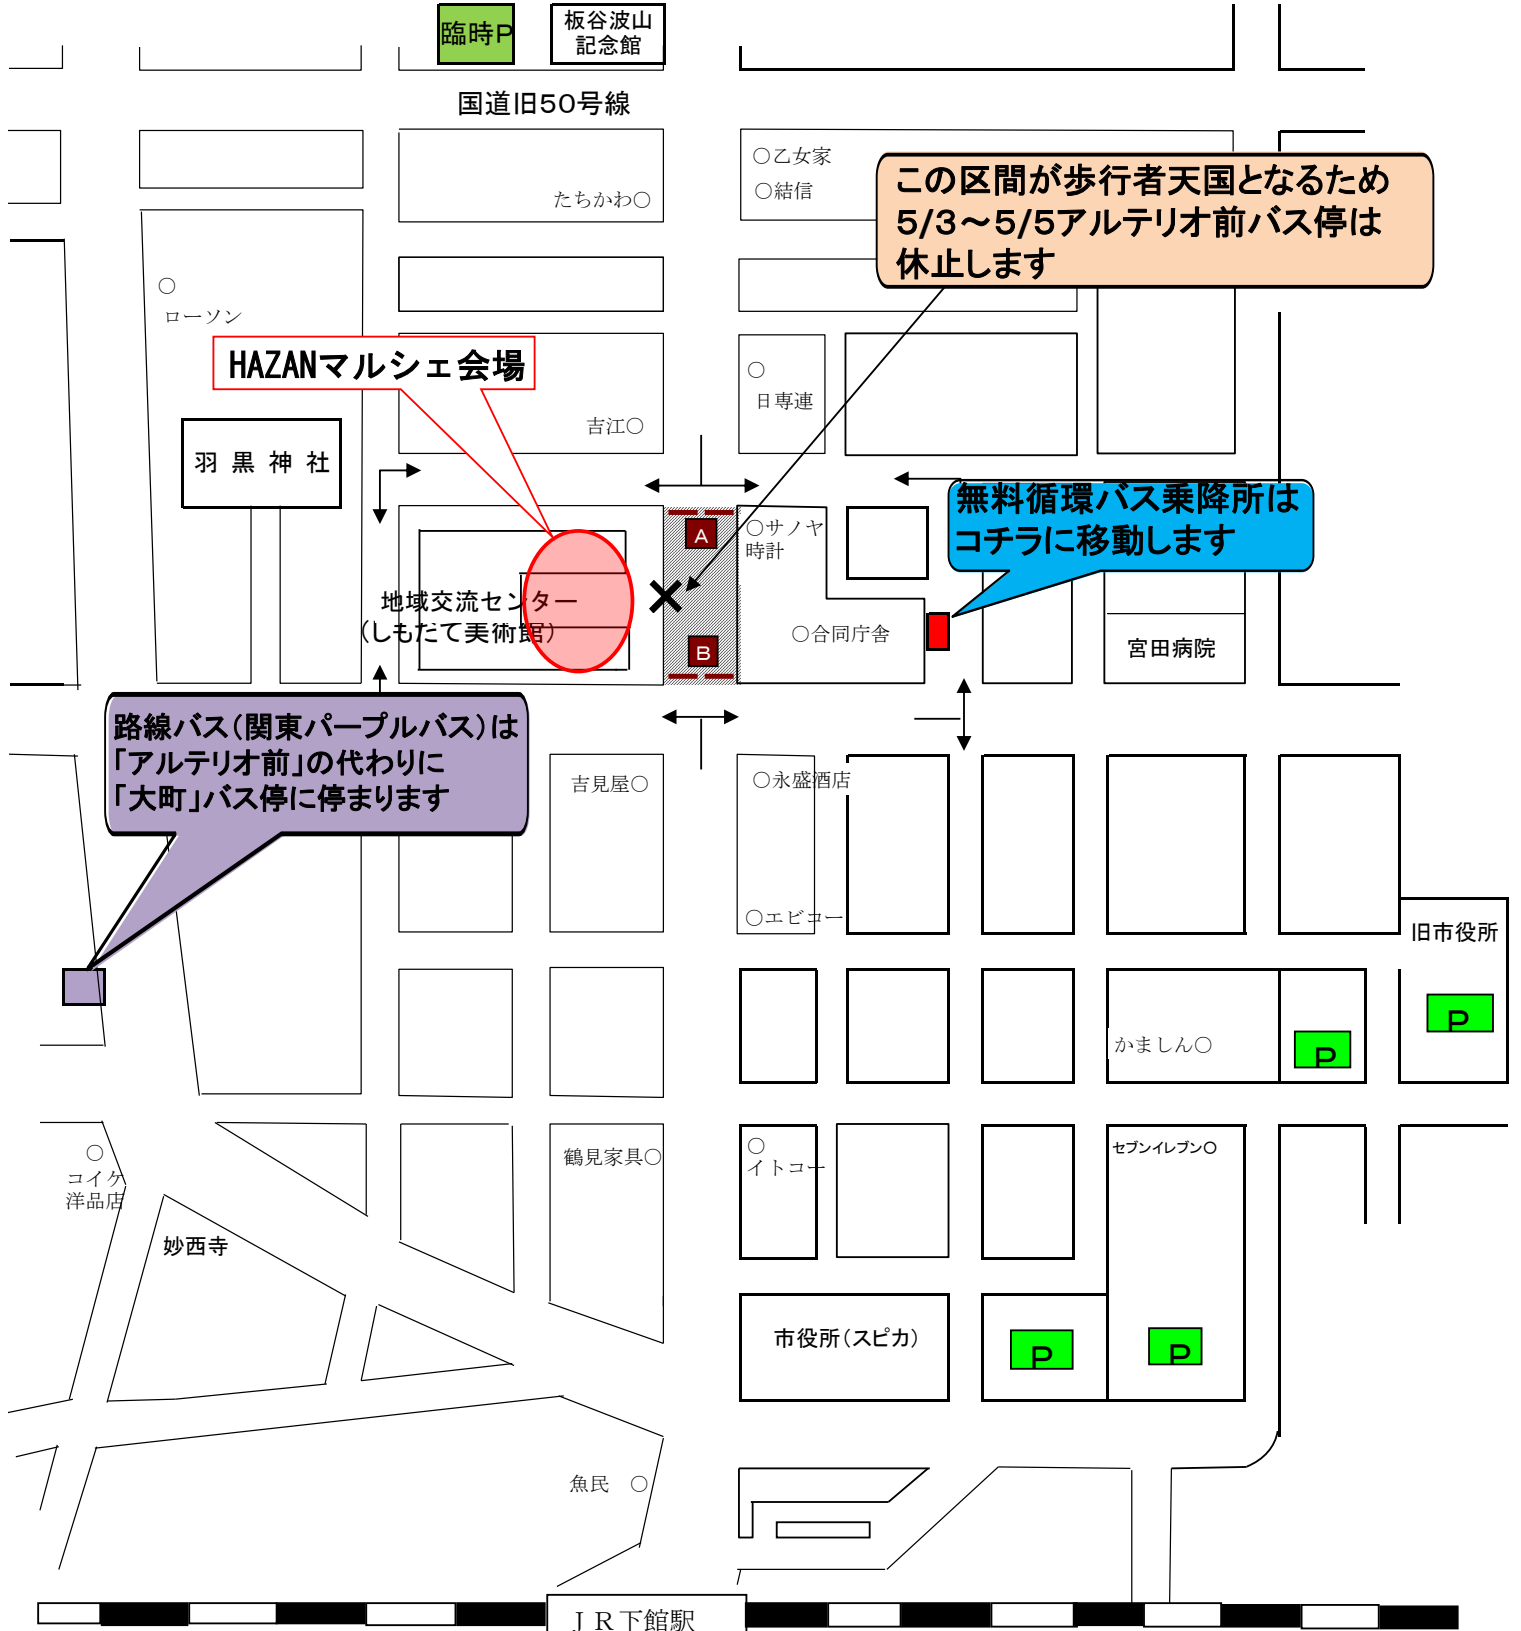 臨時P
板谷波山
記念館
国道旧50号線
○乙女家
○結信
たちかわ○
この区間が歩行者天国となるため
5/3～5/5アルテリオ前バス停は
休止します
○
ローソン
HAZANマルシェ会場
○
日専連
吉江○
羽黒神社
無料循環バス乗降所は
コチラに移動します
A
○サノヤ
時計
地域交流センター
(しもだて美術館)
B
○合同庁舎
宮田病院
路線バス(関東パープルバス)は
「アルテリオ前」の代わりに
「大町」バス停に停まります
吉見屋○
○永盛酒店
○エビコー
旧市役所
P
かましん○
P
○
コイケ
洋品店
鶴見家具○
○
イトコー
セブンイレブン○
妙西寺
市役所(スピカ)
P
P
魚民 ○
ＪＲ下館駅